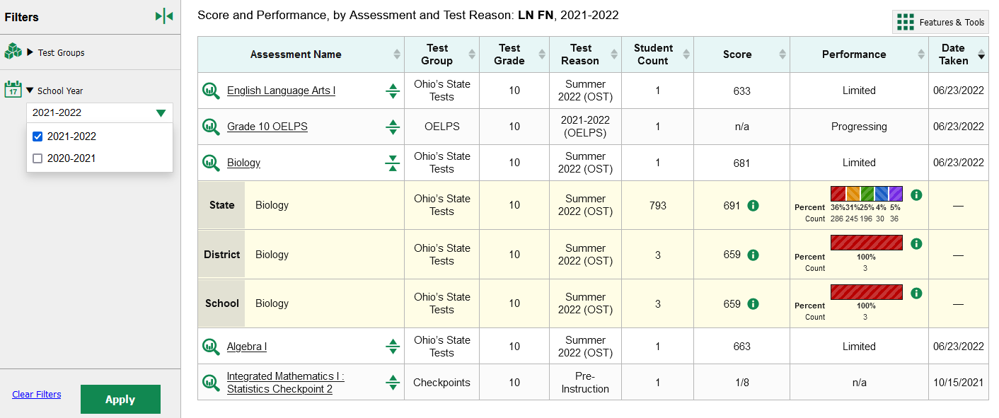 Filters
Test Groups
17
School Year
2021-2022
2021-2022
2020-2021
Clear Filters
Apply
Score and Performance, by Assessment and Test Reason: LN FN, 2021-2022
Features & Tools
Assessment Name
Test
Group
Test
Grade
Test
Reason
Student
Count
Score
Performance
Date
Taken
English Language Arts I
Ohio's State
Tests
10
Summer
2022 (OST)
1
633
Limited
06/23/2022
Grade 10 OELPS
OELPS
10
2021-2022
(OELPS)
1
n/a
Progressing
06/23/2022
Biology
Ohio's State
Tests
10
Summer
2022 (OST)
1
681
Limited
06/23/2022
State
Biology
Ohio's State
Tests
10
Summer
2022 (OST)
793
691
Percent 36% 31% 25% 4% 5%
Count 286 245 196 30 36
—
District
Biology
Ohio's State
Tests
10
Summer
2022 (OST)
3
659
Percent 100%
Count 3
—
School
Biology
Ohio's State
Tests
10
Summer
2022 (OST)
3
659
Percent 100%
Count 3
—
Algebra I
Ohio's State
Tests
10
Summer
2022 (OST)
1
663
Limited
06/23/2022
Integrated Mathematics I :
Statistics Checkpoint 2
Checkpoints
10
Pre-
Instruction
1
1/8
n/a
10/15/2021